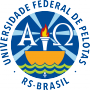 UNIVERSIDADE FEDERAL DE PELOTAS
Α Ω
RS-BRASIL